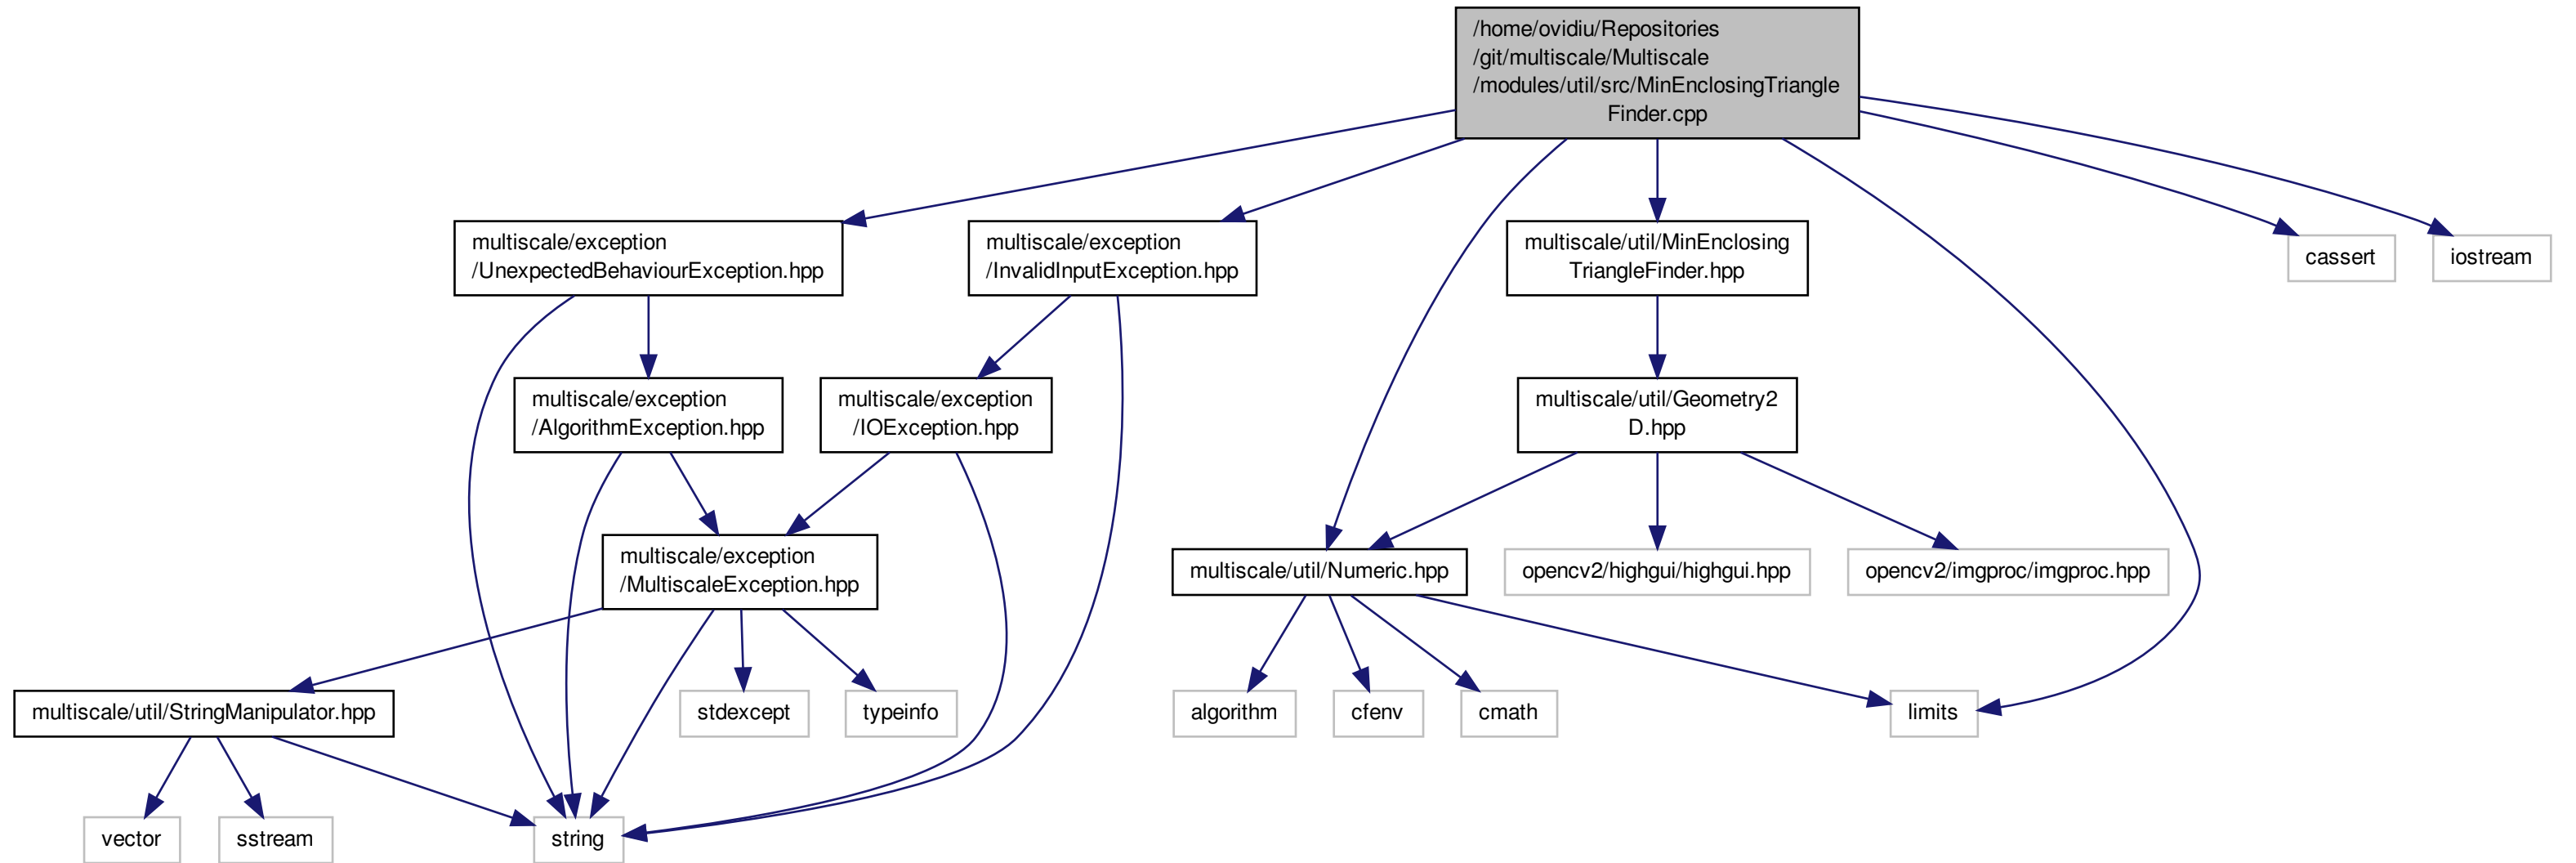 /home/ovidiu/Repositories
/git/multiscale/Multiscale
/modules/util/src/MinEnclosingTriangle
Finder.cpp
multiscale/exception
/UnexpectedBehaviourException.hpp
multiscale/exception
/InvalidInputException.hpp
multiscale/util/MinEnclosing
TriangleFinder.hpp
cassert
iostream
multiscale/exception
/AlgorithmException.hpp
multiscale/exception
/IOException.hpp
multiscale/util/Geometry2
D.hpp
multiscale/exception
/MultiscaleException.hpp
multiscale/util/Numeric.hpp
opencv2/highgui/highgui.hpp
opencv2/imgproc/imgproc.hpp
multiscale/util/StringManipulator.hpp
stdexcept
typeinfo
algorithm
cfenv
cmath
limits
vector
sstream
string